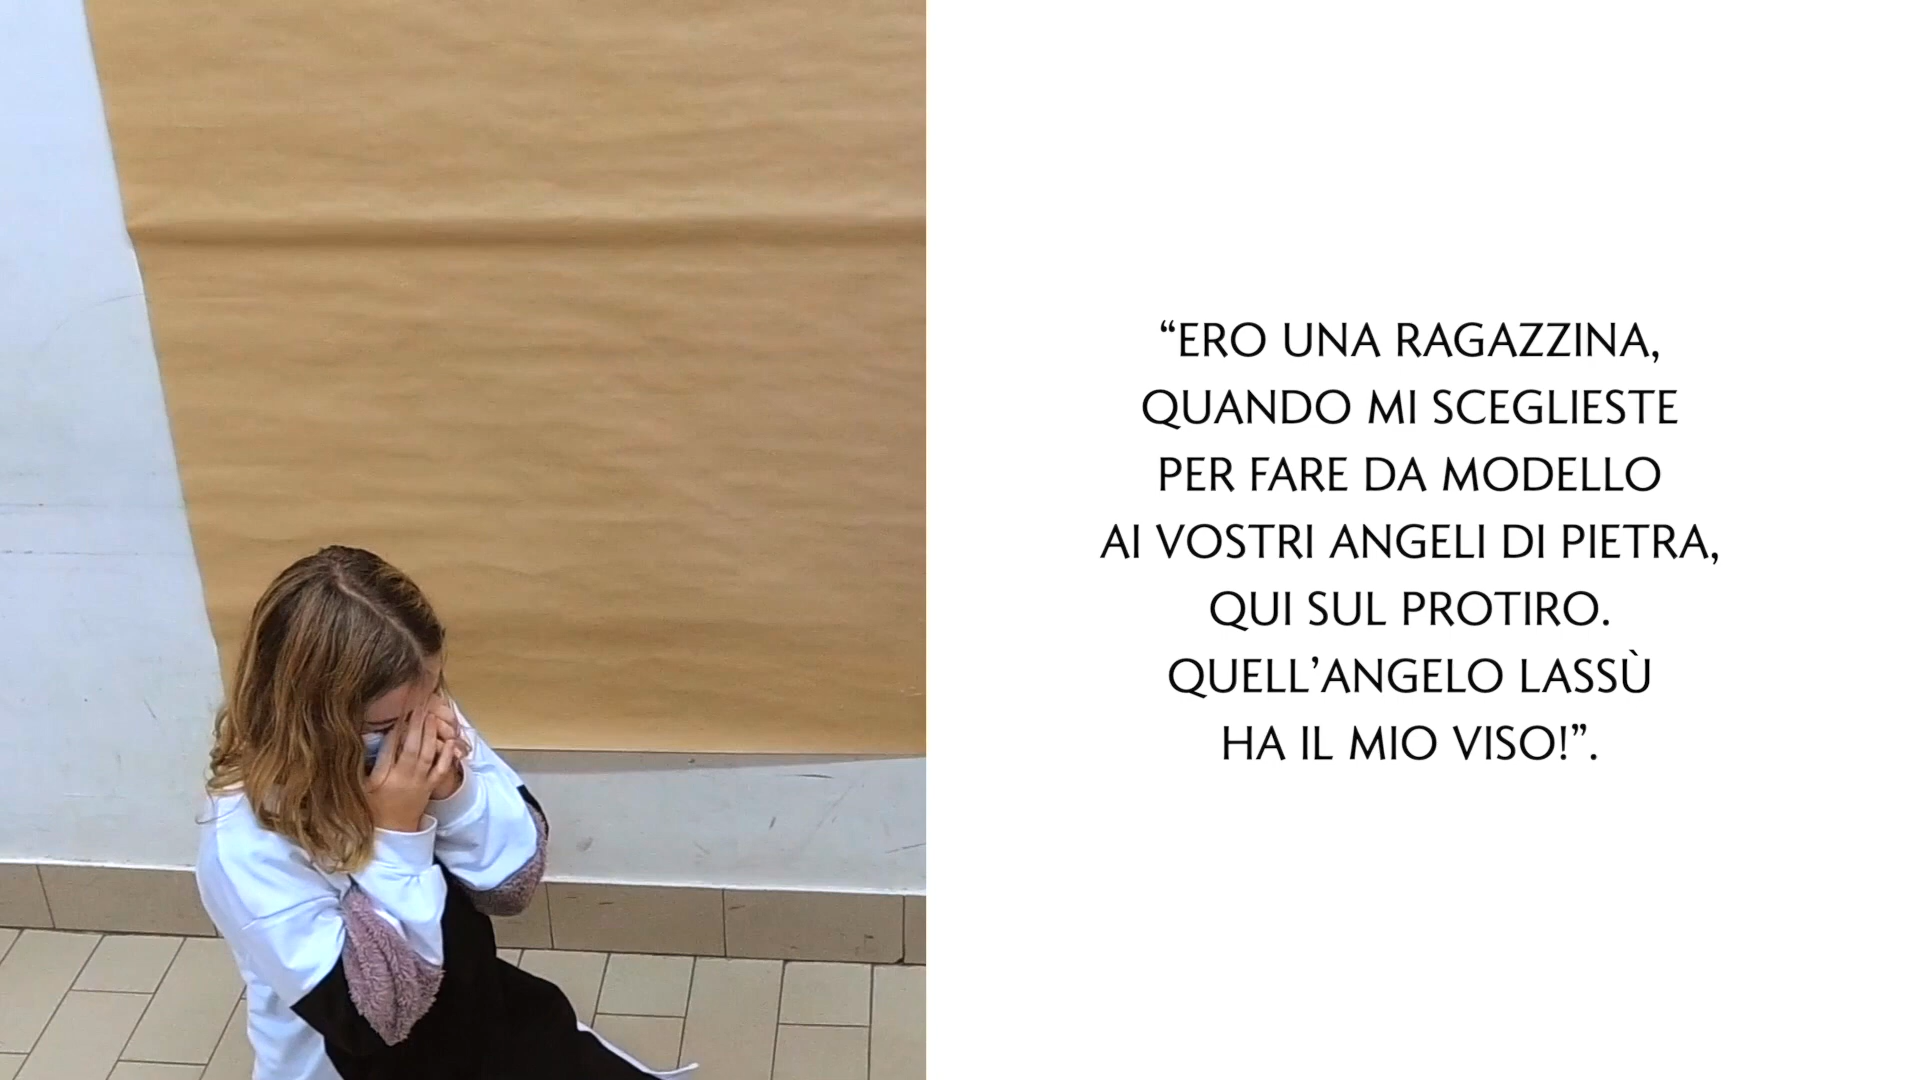 “ERO UNA RAGAZZINA,
QUANDO MI SCEGLIESTE
PER FARE DA MODELLO
AI VOSTRI ANGELI DI PIETRA,
QUI SUL PROTIRO.
QUELL’ANGELO LASSÙ
HA IL MIO VISO!”.